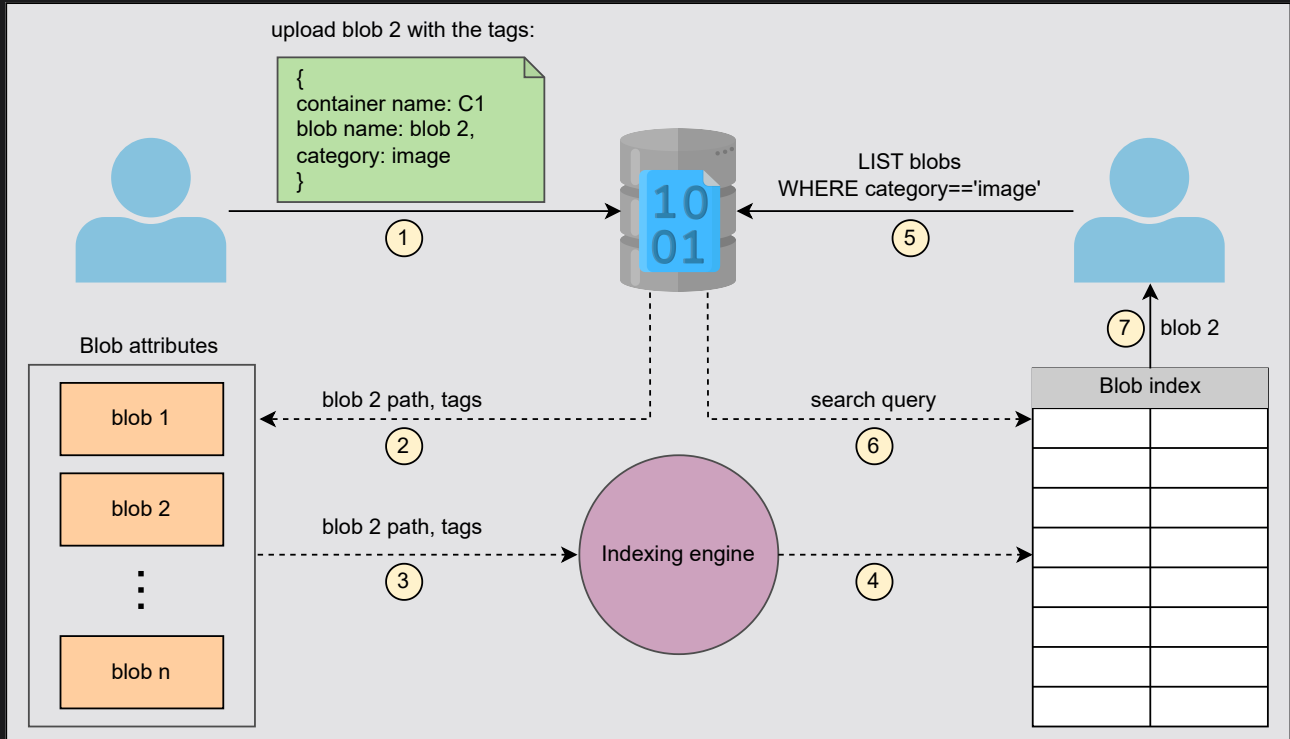 upload blob 2 with the tags:
{
container name: C1
blob name: blob 2,
category: image
}
1
10
01
LIST blobs
WHERE category=='image'
5
7
blob 2
Blob attributes
blob 1
blob 2
blob n
blob 2 path, tags
2
search query
6
blob 2 path, tags
3
Indexing engine
4
Blob index